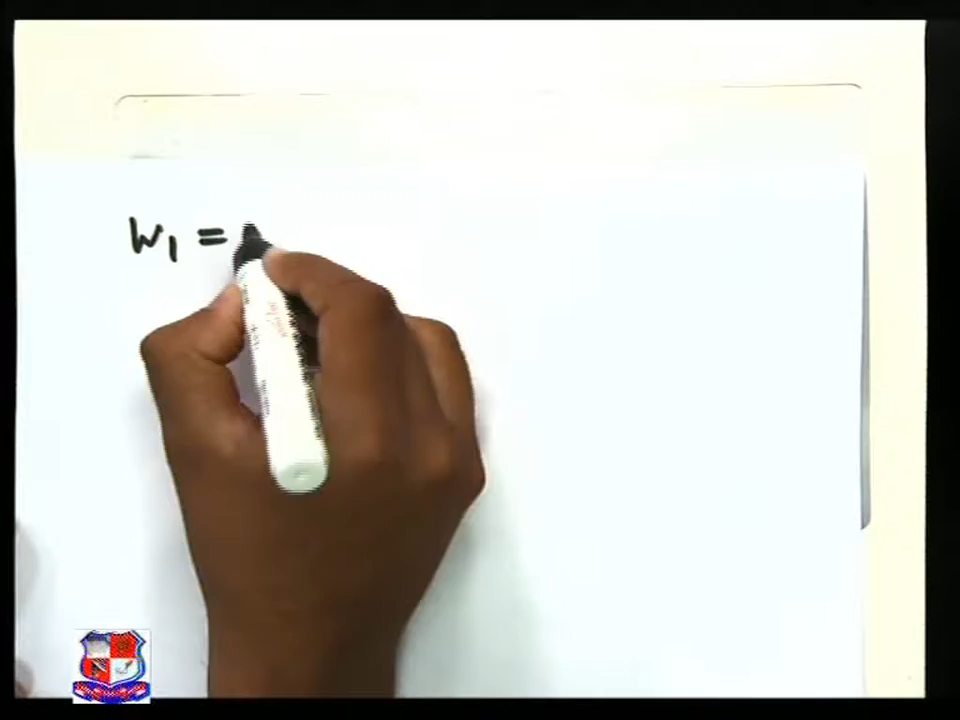 W₁ =